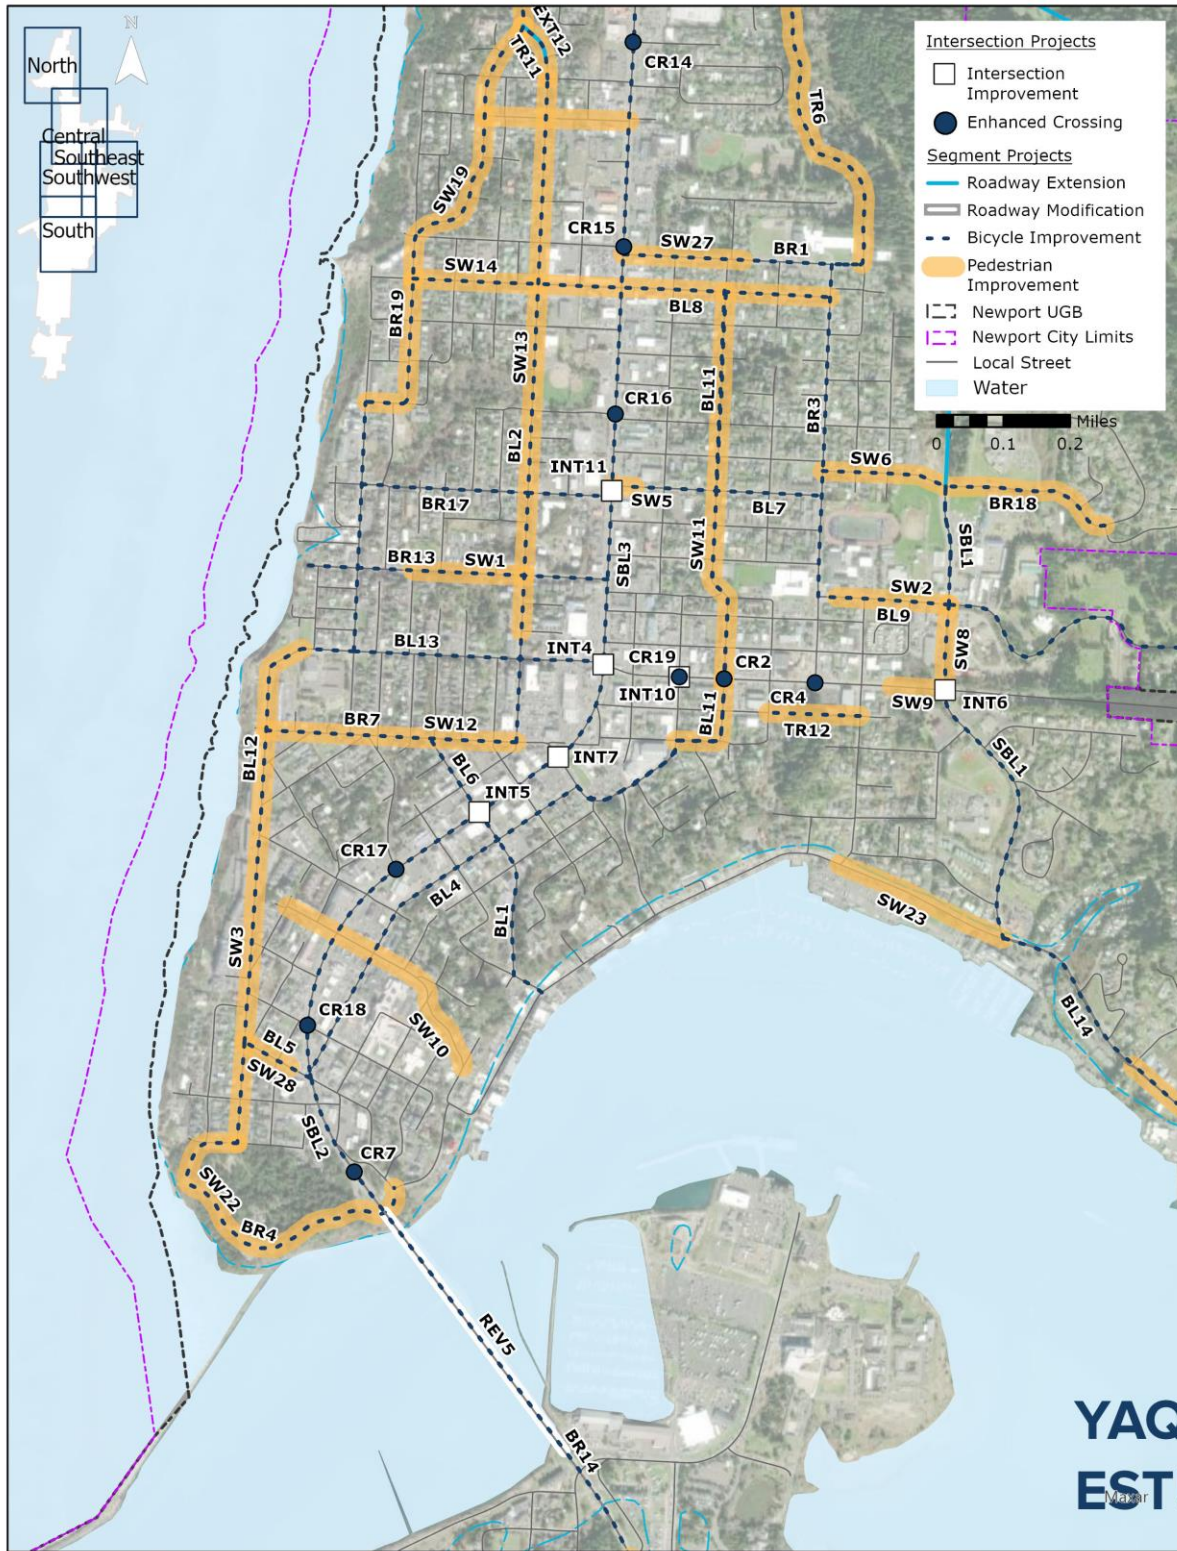 N
North
Central
Southeast
Southwest
South
Intersection Projects
Intersection
Improvement
Enhanced Crossing
Segment Projects
Roadway Extension
Roadway Modification
Bicycle Improvement
Pedestrian
Improvement
Newport UGB
Newport City Limits
Local Street
Water
Miles
0 0.1 0.2
EXT12
TR11
CR14
TR6
SW19
CR15
SW27
BR1
SW14
BL8
BR19
SW13
BL11
BR3
CR16
BL2
INT11
SW6
BR17
SW5
BL7
BR18
SBL3
SW11
SBL1
BR13
SW1
SW2
BL9
BL13
INT4
CR19
CR2
SW8
INT10
CR4
SW9
INT6
BL11
TR12
BR7
SW12
BL12
BL6
INT7
SBL1
INT5
CR17
BL4
BL1
SW23
SW3
CR18
SW10
BL14
BL5
SW28
SBL2
CR7
SW22
BR4
REV5
BR14
YAQ
EST
Maxar